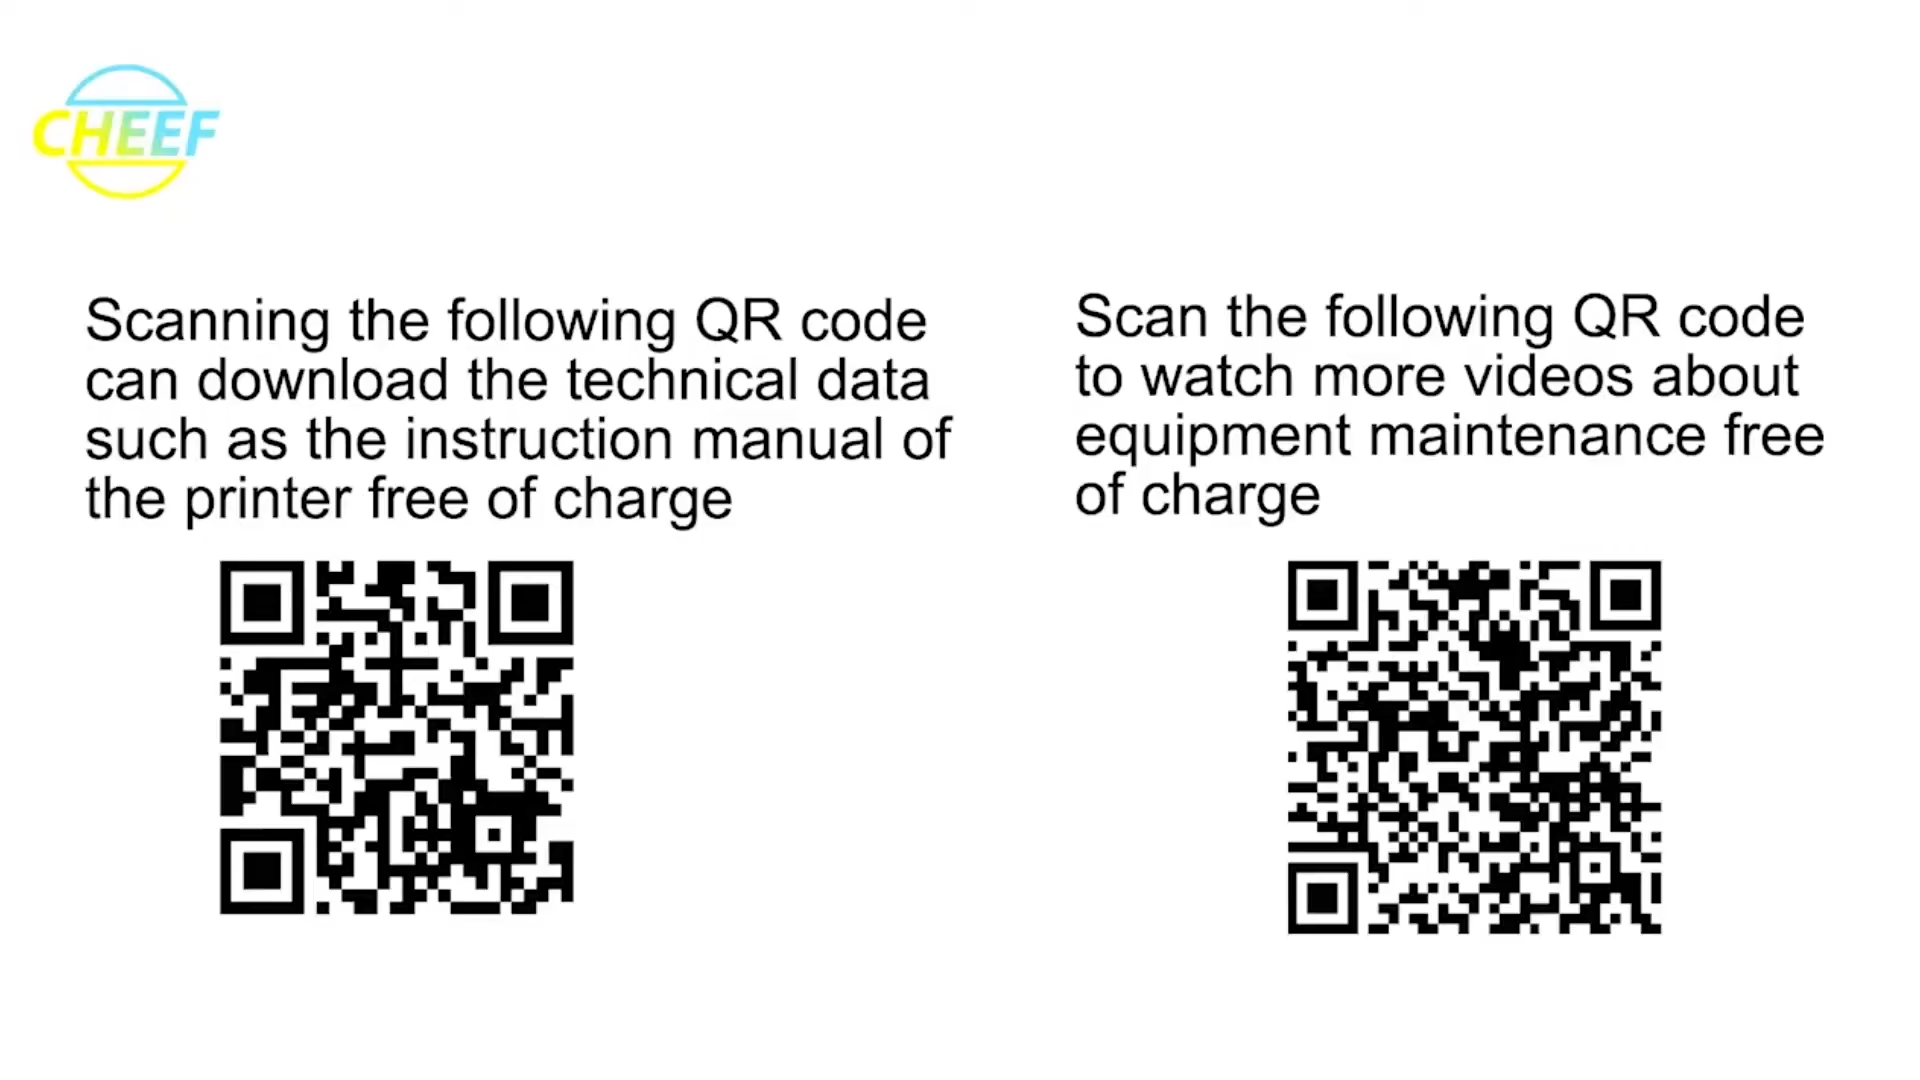 CHEEF
Scanning the following QR code
can download the technical data
such as the instruction manual of
the printer free of charge
Scan the following QR code
to watch more videos about
equipment maintenance free
of charge